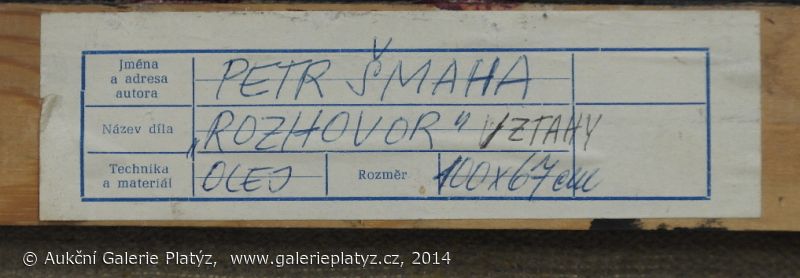 Jména
a adresa
autora
PETR ŠMAHA
Název díla
„ROZHOVOR" VZTAHY
Technika
a materiál
OLEJ
Rozměr
100x67cm
© Aukční Galerie Platýz, www.galerieplatyz.cz, 2014